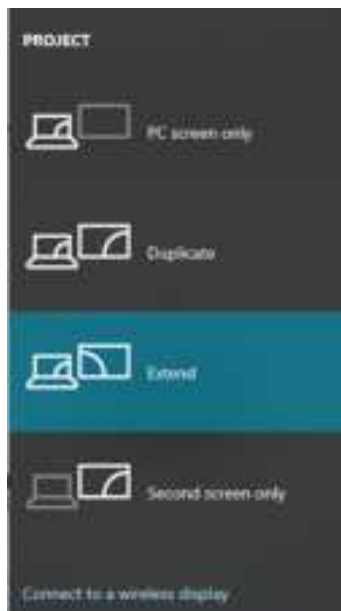 PROJECT
PC screen only
Duplicate
Extend
Second screen only
Connect to a wireless display